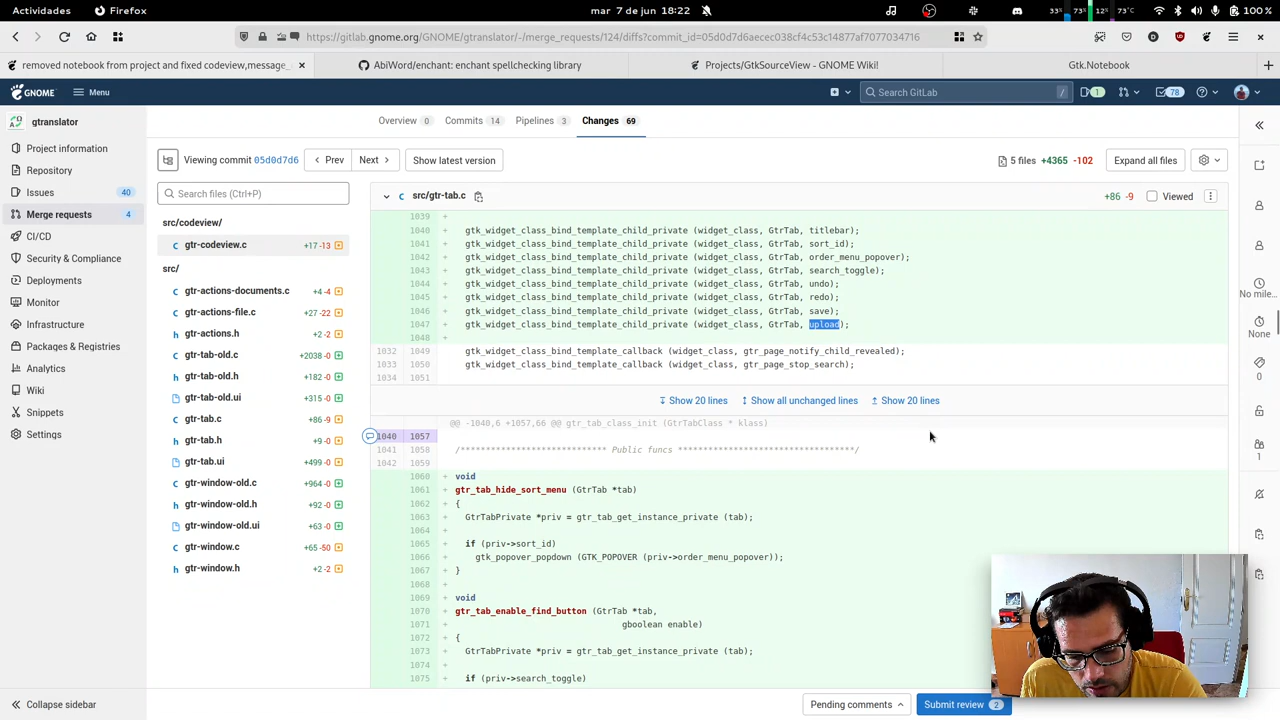 Actividades
Firefox
mar 7 de jun 18:22
33%
73%
12%
73°C
100 %
https://gitlab.gnome.org/GNOME/gtranslator/-/merge_requests/124/diffs?commit_id=05d0d7d6aecec038cf4c53c14877af7077034716
removed notebook from project and fixed codeview,message_
AbiWord/enchant: enchant spellchecking library
Projects/GtkSourceView - GNOME Wiki!
Gtk.Notebook
GNOME
Menu
Search GitLab
/
1
78
gtranslator
Overview 0
Commits 14
Pipelines 3
Changes 69
Project information
Repository
Issues 40
Merge requests 4
CI/CD
Security & Compliance
Deployments
Monitor
Infrastructure
Packages & Registries
Analytics
Wiki
Snippets
Settings
Collapse sidebar
Viewing commit 05d0d7d6
Prev
Next
Show latest version
5 files +4365 -102
Expand all files
Search files (Ctrl+P)
src/codeview/
gtr-codeview.c +17 -13
src/
gtr-actions-documents.c +4 -4
gtr-actions-file.c +27 -22
gtr-actions.h +2 -2
gtr-tab-old.c +2038 -0
gtr-tab-old.h +182 -0
gtr-tab-old.ui +288 -0
gtr-tab.c +86 -9
gtr-tab.h +9 -0
gtr-tab.ui +499 -0
gtr-window-old.c +964 -0
gtr-window-old.h +92 -0
gtr-window-old.ui +63 -0
gtr-window.c +65 -50
gtr-window.h +2 -2
src/gtr-tab.c
+86 -9
Viewed
1039 +
1040 + gtk_widget_class_bind_template_child_private (widget_class, GtrTab, titlebar);
1041 + gtk_widget_class_bind_template_child_private (widget_class, GtrTab, sort_id);
1042 + gtk_widget_class_bind_template_child_private (widget_class, GtrTab, order_menu_popover);
1043 + gtk_widget_class_bind_template_child_private (widget_class, GtrTab, search_toggle);
1044 + gtk_widget_class_bind_template_child_private (widget_class, GtrTab, undo);
1045 + gtk_widget_class_bind_template_child_private (widget_class, GtrTab, redo);
1046 + gtk_widget_class_bind_template_child_private (widget_class, GtrTab, save);
1047 + gtk_widget_class_bind_template_child_private (widget_class, GtrTab, upload);
1048 +
1032 1049 gtk_widget_class_bind_template_callback (widget_class, gtr_page_notify_child_revealed);
1033 1050 gtk_widget_class_bind_template_callback (widget_class, gtr_page_stop_search);
1034 1051
Show 20 lines
Show all unchanged lines
Show 20 lines
@@ -1040,6 +1057,66 @@ gtr_tab_class_init (GtrTabClass * klass)
1040 1057
1041 1058 /***************************** Public funcs ***********************************/
1042 1059
1060 + void
1061 + gtr_tab_hide_sort_menu (GtrTab *tab)
1062 + {
1063 + GtrTabPrivate *priv = gtr_tab_get_instance_private (tab);
1064 +
1065 + if (priv->sort_id)
1066 + gtk_popover_popdown (GTK_POPOVER (priv->order_menu_popover));
1067 + }
1068 +
1069 + void
1070 + gtr_tab_enable_find_button (GtrTab *tab,
1071 + gboolean enable)
1072 + {
1073 + GtrTabPrivate *priv = gtr_tab_get_instance_private (tab);
1074 +
1075 + if (priv->search_toggle)
No mile...
None
0
1
Pending comments
Submit review 2